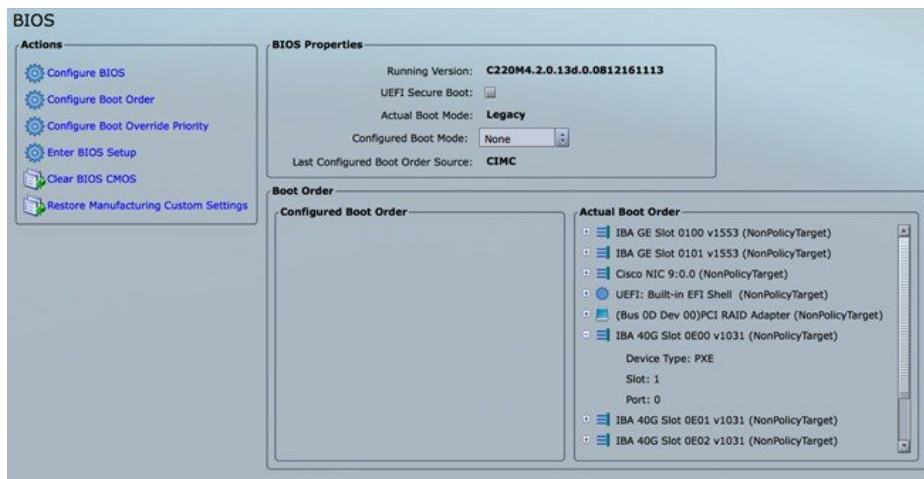 BIOS
Actions
Configure BIOS
Configure Boot Order
Configure Boot Override Priority
Enter BIOS Setup
Clear BIOS CMOS
Restore Manufacturing Custom Settings
BIOS Properties
Running Version: C220M4.2.0.13d.0.0812161113
UEFI Secure Boot:
Actual Boot Mode: Legacy
Configured Boot Mode: None
Last Configured Boot Order Source: CIMC
Boot Order
Configured Boot Order
Actual Boot Order
IBA GE Slot 0100 v1553 (NonPolicyTarget)
IBA GE Slot 0101 v1553 (NonPolicyTarget)
Cisco NIC 9:0.0 (NonPolicyTarget)
UEFI: Built-in EFI Shell (NonPolicyTarget)
(Bus 0D Dev 00)PCI RAID Adapter (NonPolicyTarget)
IBA 40G Slot 0E00 v1031 (NonPolicyTarget)
Device Type: PXE
Slot: 1
Port: 0
IBA 40G Slot 0E01 v1031 (NonPolicyTarget)
IBA 40G Slot 0E02 v1031 (NonPolicyTarget)